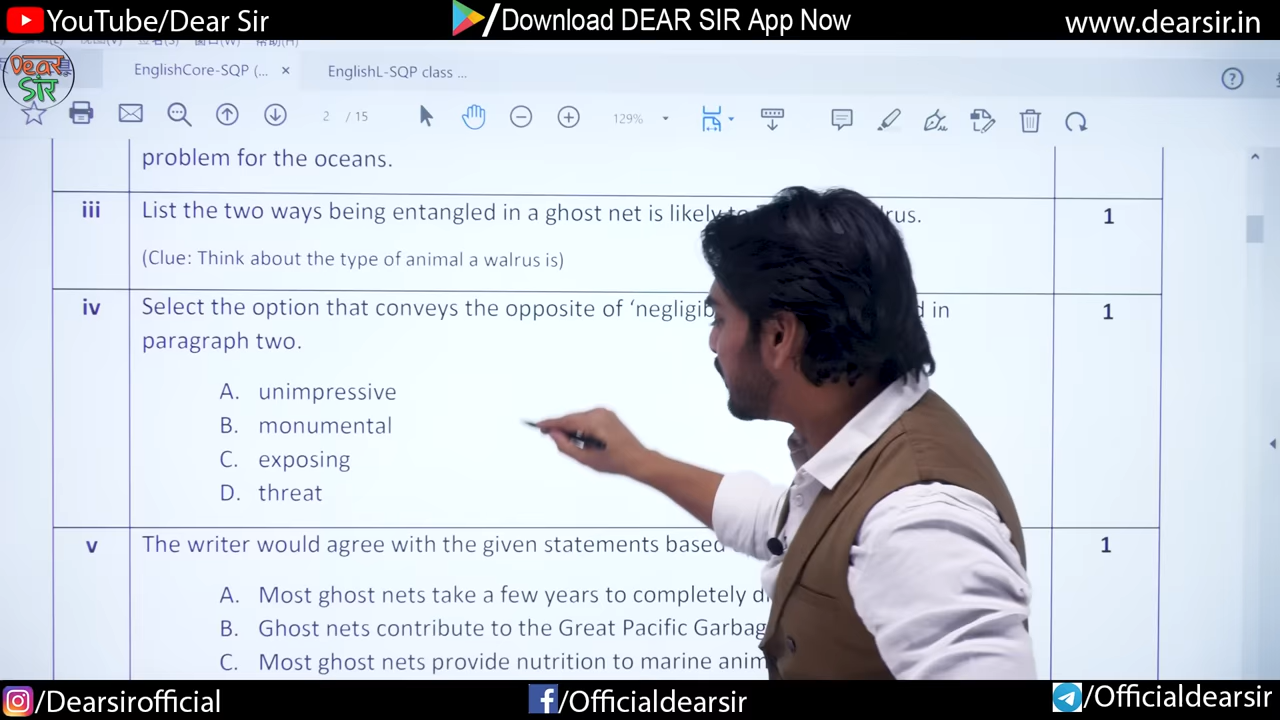 YouTube/Dear Sir
/Download DEAR SIR App Now
www.dearsir.in
Dear
सर
EnglishCore-SQP (... ×
EnglishL-SQP class ...
2 / 15
129%
problem for the oceans.
iii List the two ways being entangled in a ghost net is likely 1
(Clue: Think about the type of animal a walrus is)
iv Select the option that conveys the opposite of ‘ in 1
paragraph two.
A. unimpressive
B. monumental
C. exposing
D. threat
v The writer would agree with the given statements based 1
A. Most ghost nets take a few years to completely
B. Ghost nets contribute to the Great Pacific
C. Most ghost nets provide nutrition to marine
/Dearsirofficial
/Officialdearsir
/Officialdearsir